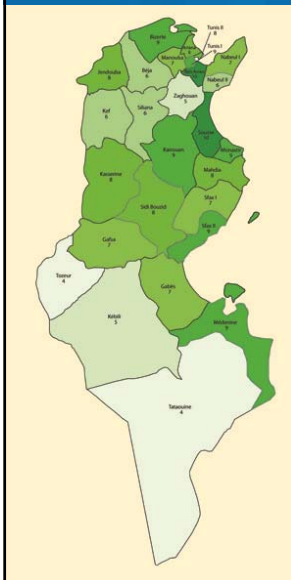 Tunis II
8
Bizerte
9
Tunis I
9
Manouba
7
Nabeul I
7
Jendouba
8
Beja
6
Nabeul II
6
Zaghouan
5
Kef
6
Siliana
6
Sousse
10
Kairouan
9
Monastir
9
Kasserine
8
Mahdia
8
Sidi Bouzid
8
Sfax I
7
Sfax II
9
Gafsa
7
Tozeur
4
Gabès
7
Kebili
5
Médenine
9
Tataouine
4